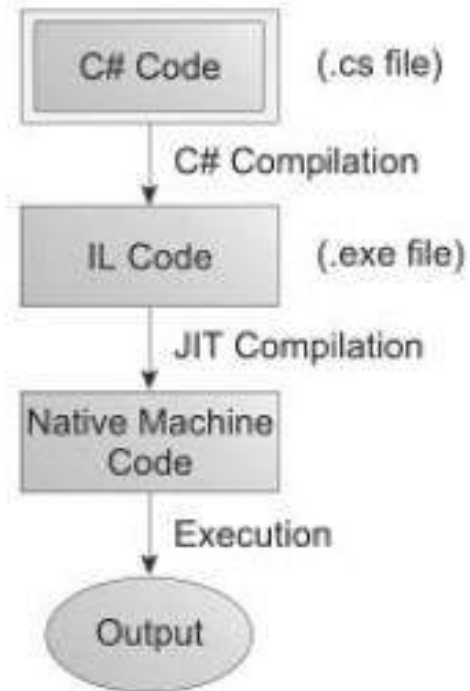 C# Code
(.cs file)
C# Compilation
IL Code
(.exe file)
JIT Compilation
Native Machine
Code
Execution
Output